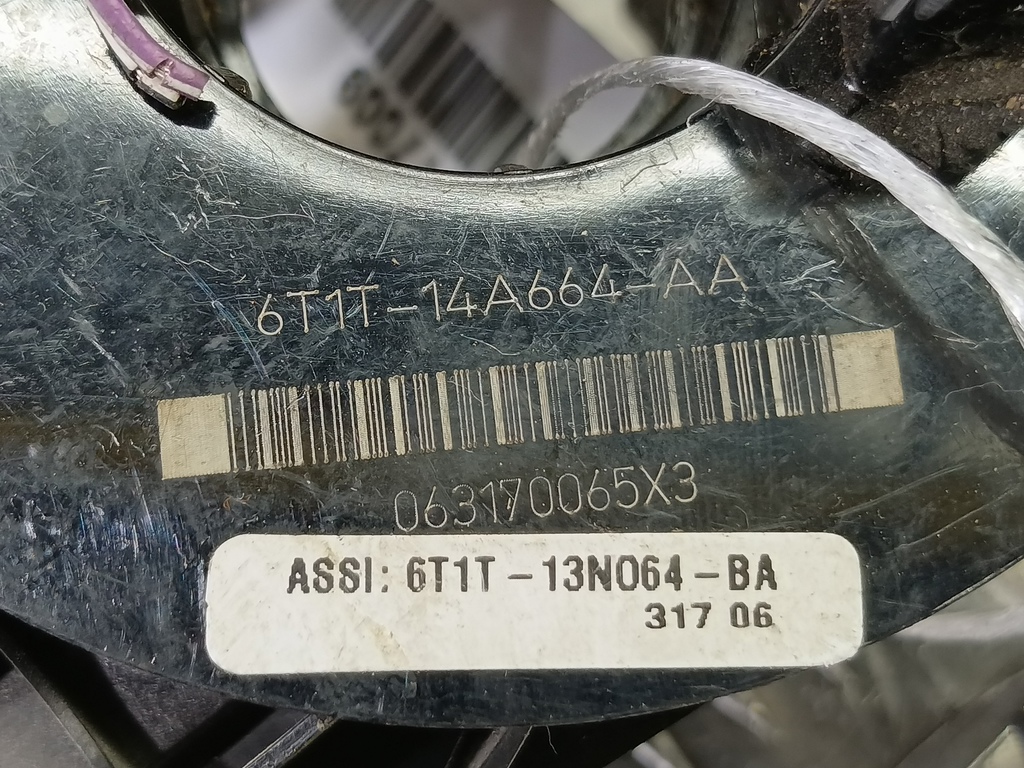 6T1T-14A664-AA
063170065X3
ASSI: 6T1T-13N064-BA
317 06